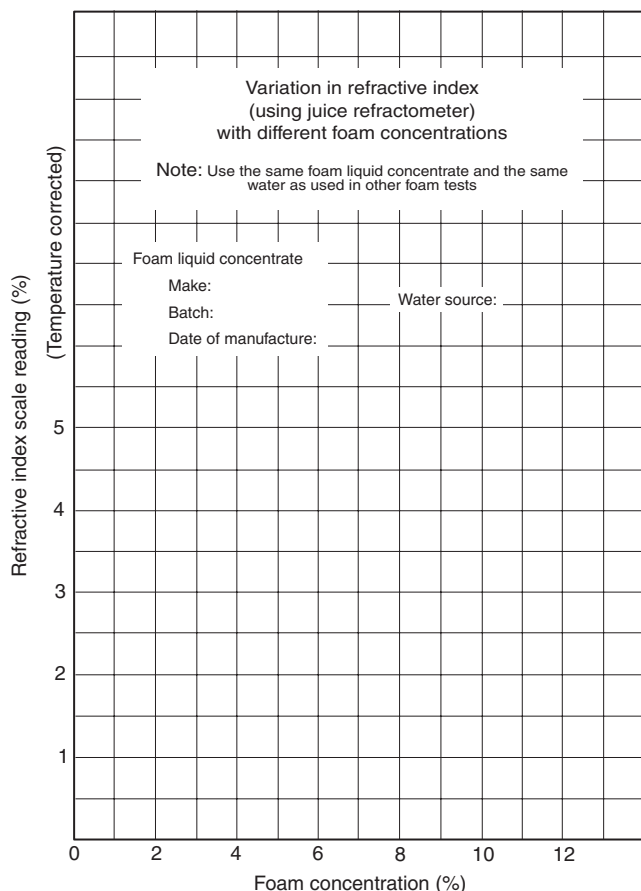 Variation in refractive index
(using juice refractometer)
with different foam concentrations
Note: Use the same foam liquid concentrate and the same
water as used in other foam tests
Foam liquid concentrate
Make:
Batch:
Date of manufacture:
Water source:
Refractive index scale reading (%)
(Temperature corrected)
5
4
3
2
1
0 2 4 6 8 10 12
Foam concentration (%)